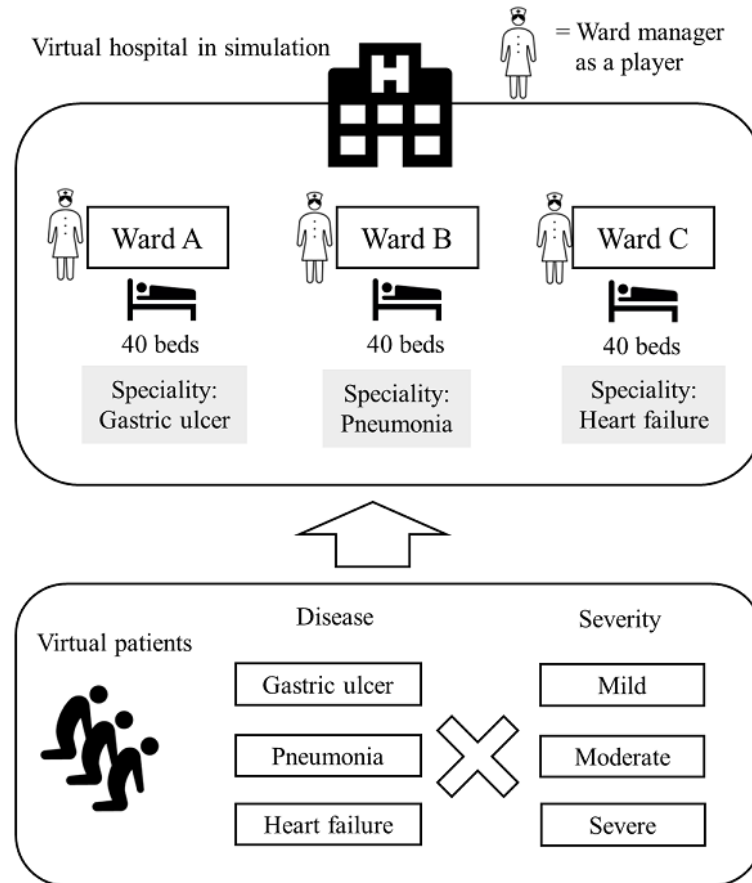 Virtual hospital in simulation
= Ward manager
as a player
H
Ward A
Ward B
Ward C
40 beds
40 beds
40 beds
Speciality:
Gastric ulcer
Speciality:
Pneumonia
Speciality:
Heart failure
Virtual patients
Disease
Severity
Gastric ulcer
Mild
Pneumonia
Moderate
Heart failure
Severe